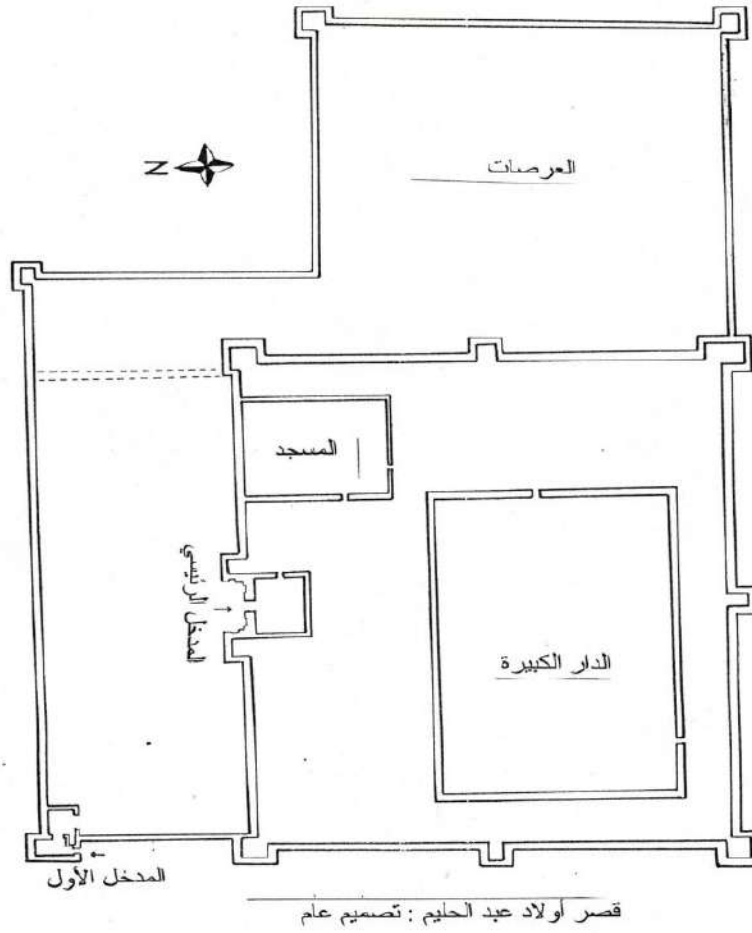 العرصات
N
المسجد
المدخل الرئيسي
الدار الكبيرة
المدخل الأول
قصر أولاد عبد الحليم : تصميم عام